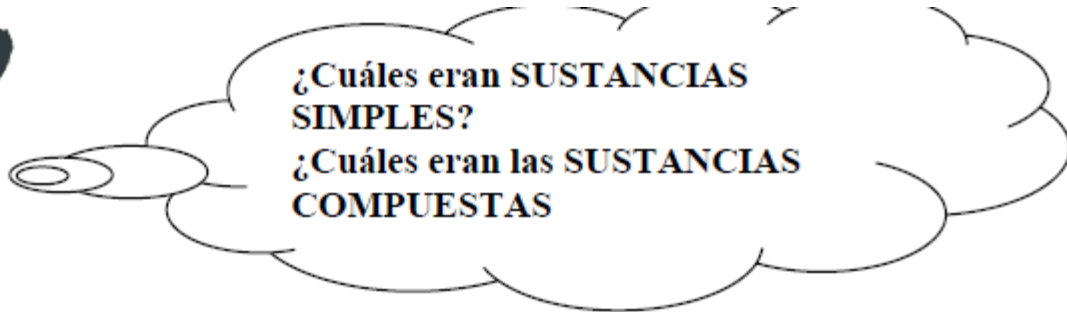 ¿Cuáles eran SUSTANCIAS
SIMPLES?
¿Cuáles eran las SUSTANCIAS
COMPUESTAS